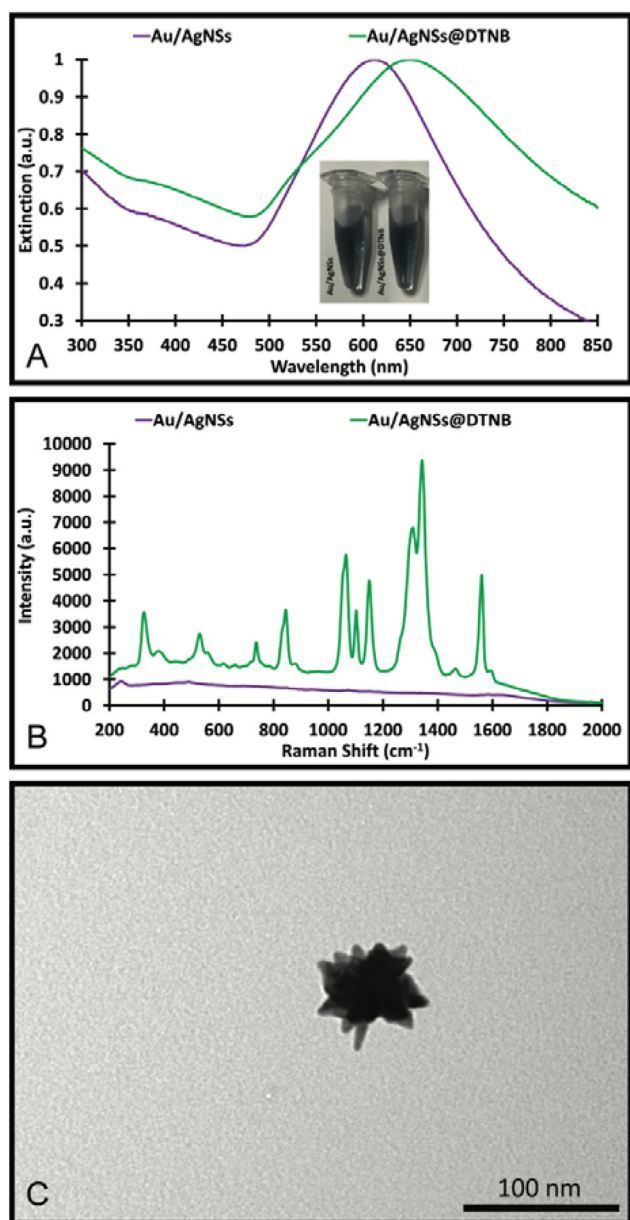 Au/AgNSs Au/AgNSs@DTNB
1
0.9
0.8
0.7
0.6
0.5
0.4
0.3
Extinction (a.u.)
Au/AgNSs
Au/AgNSs@DTNB
300 350 400 450 500 550 600 650 700 750 800 850
Wavelength (nm)
A
Au/AgNSs Au/AgNSs@DTNB
10000
9000
8000
7000
6000
5000
4000
3000
2000
1000
0
Intensity (a.u.)
200 400 600 800 1000 1200 1400 1600 1800 2000
Raman Shift (cm⁻¹)
B
C
100 nm